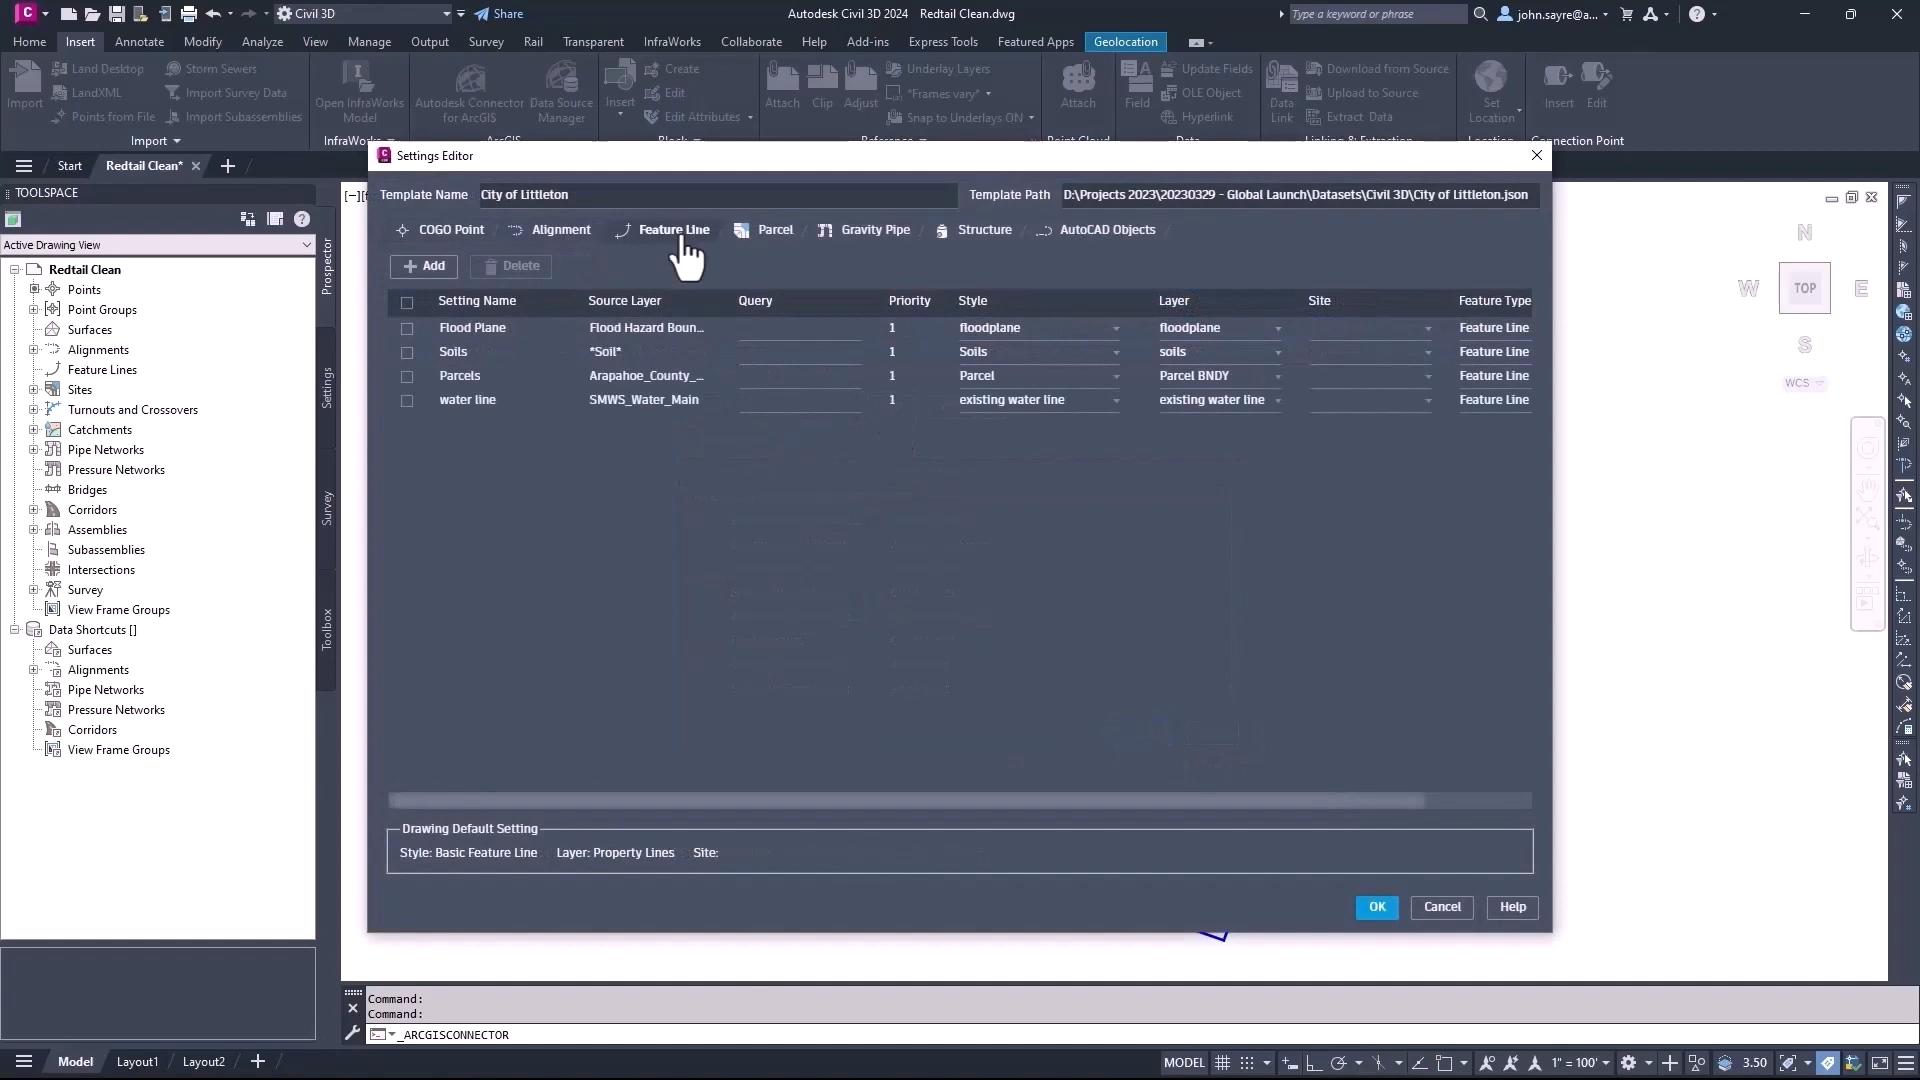 C
Civil 3D
Share
Autodesk Civil 3D 2024 Redtail Clean.dwg
Type a keyword or phrase
john.sayre@a...
Home Insert Annotate Modify Analyze View Manage Output Survey Rail Transparent InfraWorks Collaborate Help Add-ins Express Tools Featured Apps Geolocation
Import
Land Desktop
LandXML
Points from File
Storm Sewers
Import Survey Data
Import Subassemblies
Open InfraWorks Model
Autodesk Connector for ArcGIS
Data Source Manager
Insert
Create
Edit
Edit Attributes
Attach
Clip
Adjust
Underlay Layers
*Frames vary*
Snap to Underlays ON
Attach
Field
Update Fields
OLE Object
Hyperlink
Data Link
Download from Source
Upload to Source
Extract Data
Set Location
Insert
Edit
Import
Start
Redtail Clean*
TOOLSPACE
Active Drawing View
Redtail Clean
Points
Point Groups
Surfaces
Alignments
Feature Lines
Sites
Turnouts and Crossovers
Catchments
Pipe Networks
Pressure Networks
Bridges
Corridors
Assemblies
Subassemblies
Intersections
Survey
View Frame Groups
Data Shortcuts []
Surfaces
Alignments
Pipe Networks
Pressure Networks
Corridors
View Frame Groups
Prospector
Settings
Survey
Toolbox
Settings Editor
Template Name City of Littleton
Template Path D:\Projects 2023\20230329 - Global Launch\Datasets\Civil 3D\City of Littleton.json
COGO Point Alignment Feature Line Parcel Gravity Pipe Structure AutoCAD Objects
+ Add Delete
Setting Name Source Layer Query Priority Style Layer Site Feature Type
Flood Plane Flood Hazard Boun... 1 floodplane floodplane Feature Line
Soils *Soil* 1 Soils soils Feature Line
Parcels Arapahoe_County_... 1 Parcel Parcel BNDY Feature Line
water line SMWS_Water_Main 1 existing water line existing water line Feature Line
Drawing Default Setting
Style: Basic Feature Line Layer: Property Lines Site:
OK Cancel Help
N
W TOP E
S
WCS
Command:
Command:
_ARCGISCONNECTOR
Model Layout1 Layout2 +
MODEL 1" = 100' 3.50